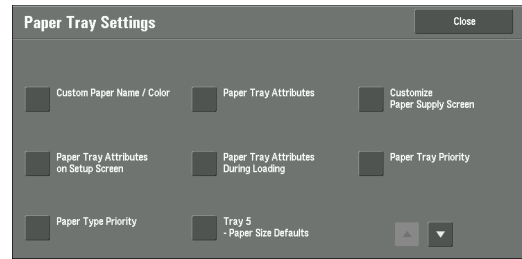 Paper Tray Settings
Close
Custom Paper Name / Color
Paper Tray Attributes
Customize
Paper Supply Screen
Paper Tray Attributes
on Setup Screen
Paper Tray Attributes
During Loading
Paper Tray Priority
Paper Type Priority
Tray 5
- Paper Size Defaults